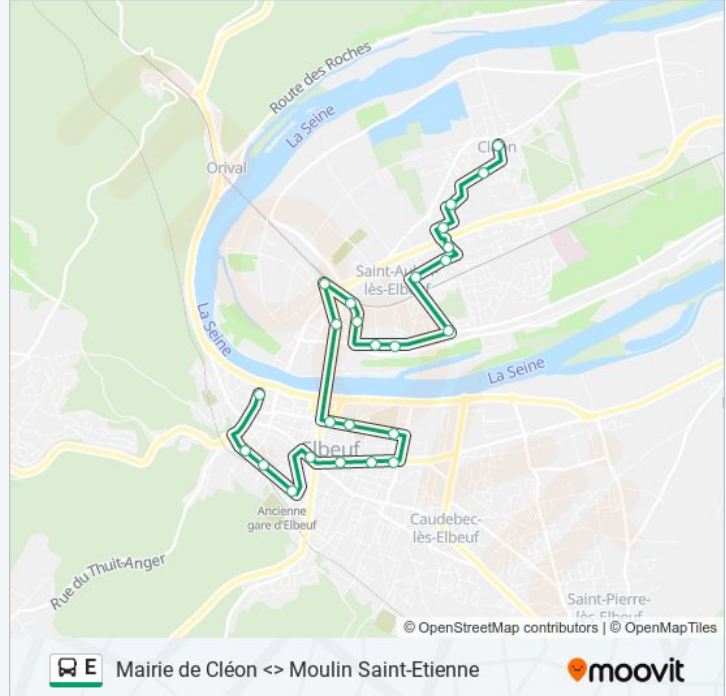 Route des Roches
La Seine
Orival
Cléon
Saint-Aubin-
lès-Elbeuf
La Seine
La Seine
Elbeuf
Ancienne
gare d'Elbeuf
Caudebec-
lès-Elbeuf
Rue du Thuit-Anger
Saint-Pierre-
lès-Elbeuf
© OpenStreetMap contributors | © OpenMapTiles
E Mairie de Cléon <> Moulin Saint-Etienne
moovit